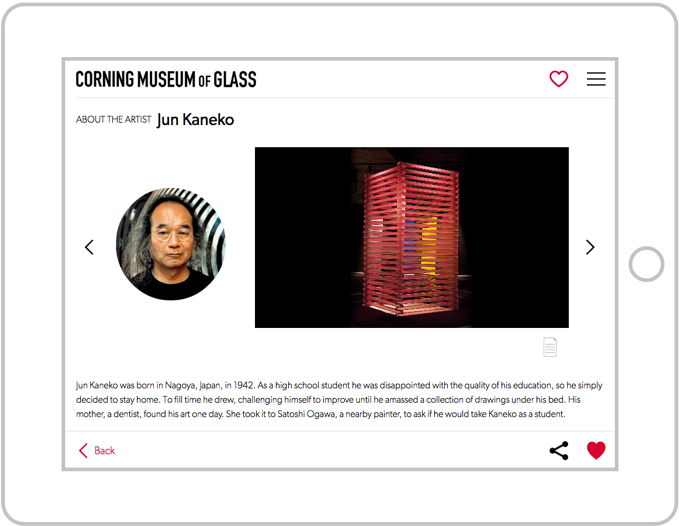 CORNING MUSEUM OF GLASS
ABOUT THE ARTIST Jun Kaneko
Jun Kaneko was born in Nagoya, Japan, in 1942. As a high school student he was disappointed with the quality of his education, so he simply
decided to stay home. To fill time he drew, challenging himself to improve until he amassed a collection of drawings under his bed. His
mother, a dentist, found his art one day. She took it to Satoshi Ogawa, a nearby painter, to ask if he would take Kaneko as a student.
Back